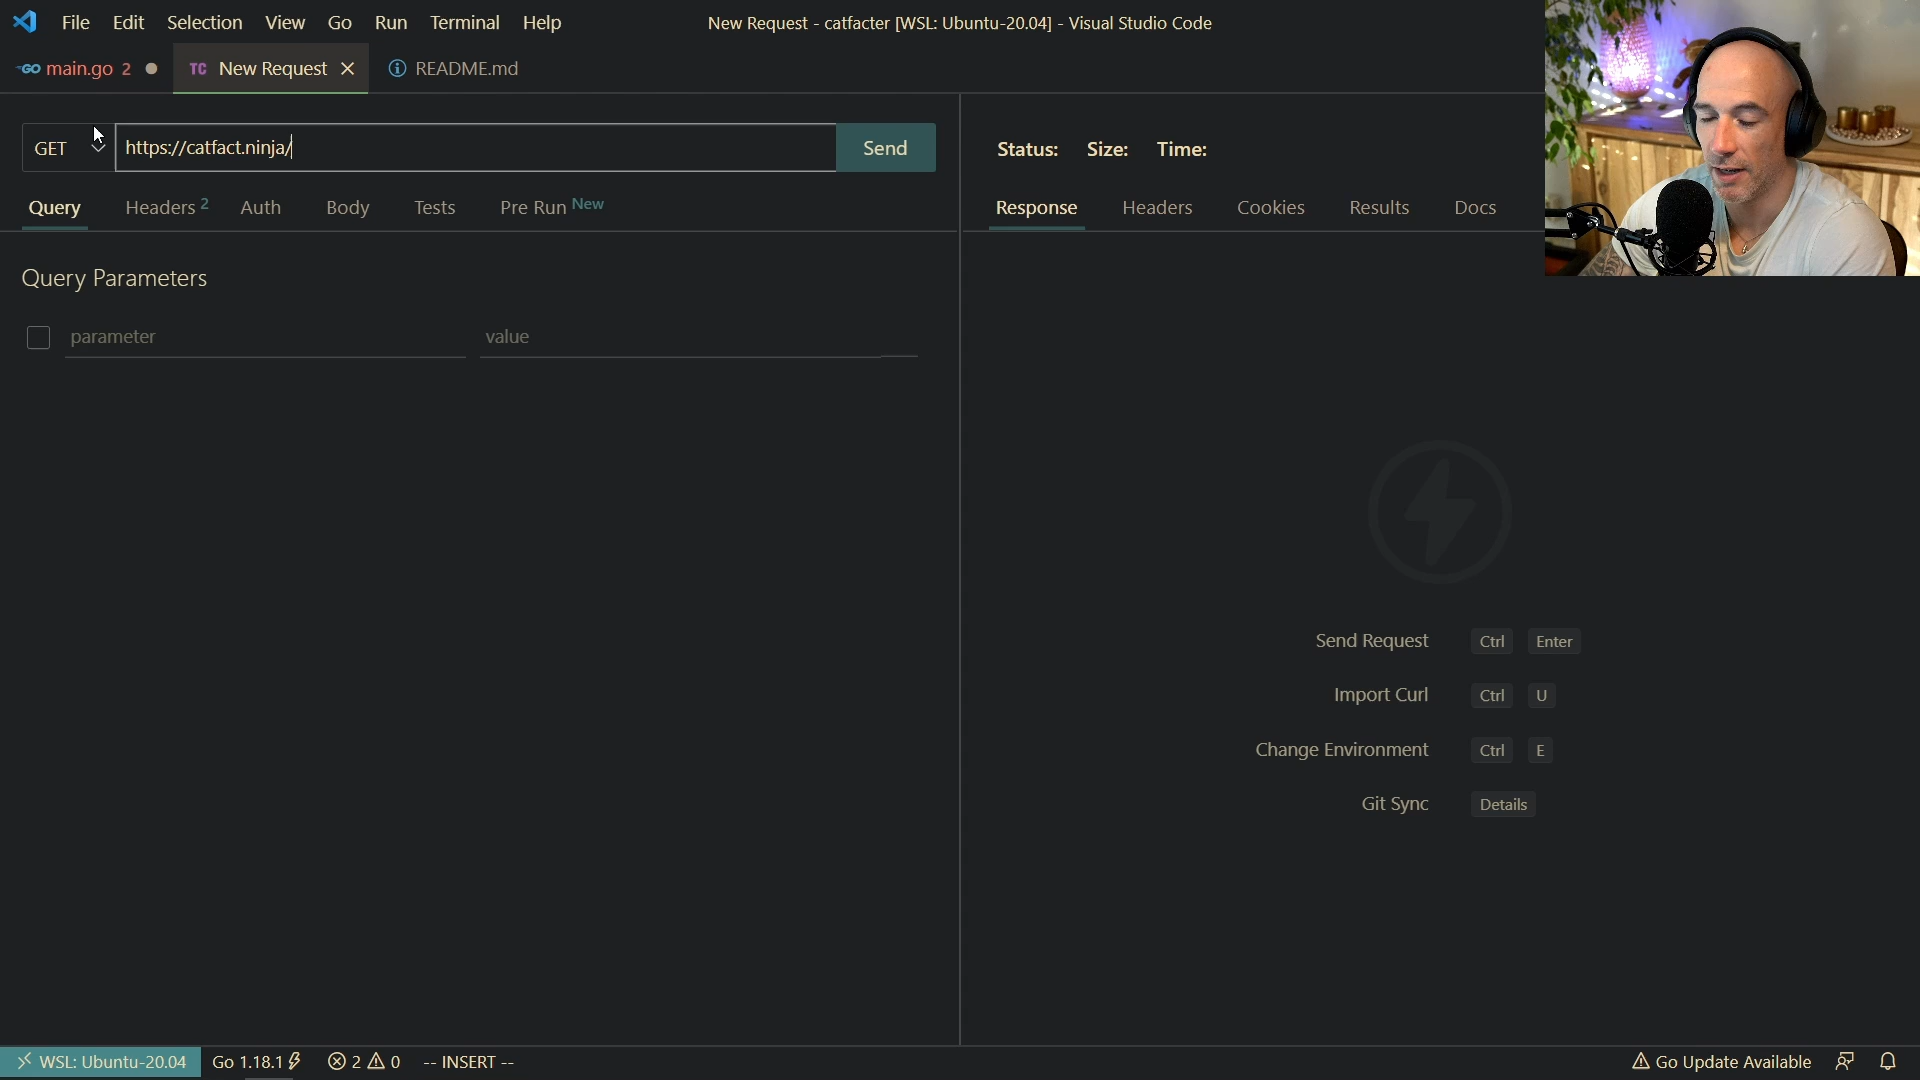 File Edit Selection View Go Run Terminal Help
New Request - catfacter [WSL: Ubuntu-20.04] - Visual Studio Code
GO main.go 2
TC New Request
README.md
GET
https://catfact.ninja/
Send
Status: Size: Time:
Query Headers 2 Auth Body Tests Pre Run New
Response Headers Cookies Results Docs
Query Parameters
parameter value
Send Request Ctrl Enter
Import Curl Ctrl U
Change Environment Ctrl E
Git Sync Details
WSL: Ubuntu-20.04 Go 1.18.1 2 0 -- INSERT --
Go Update Available